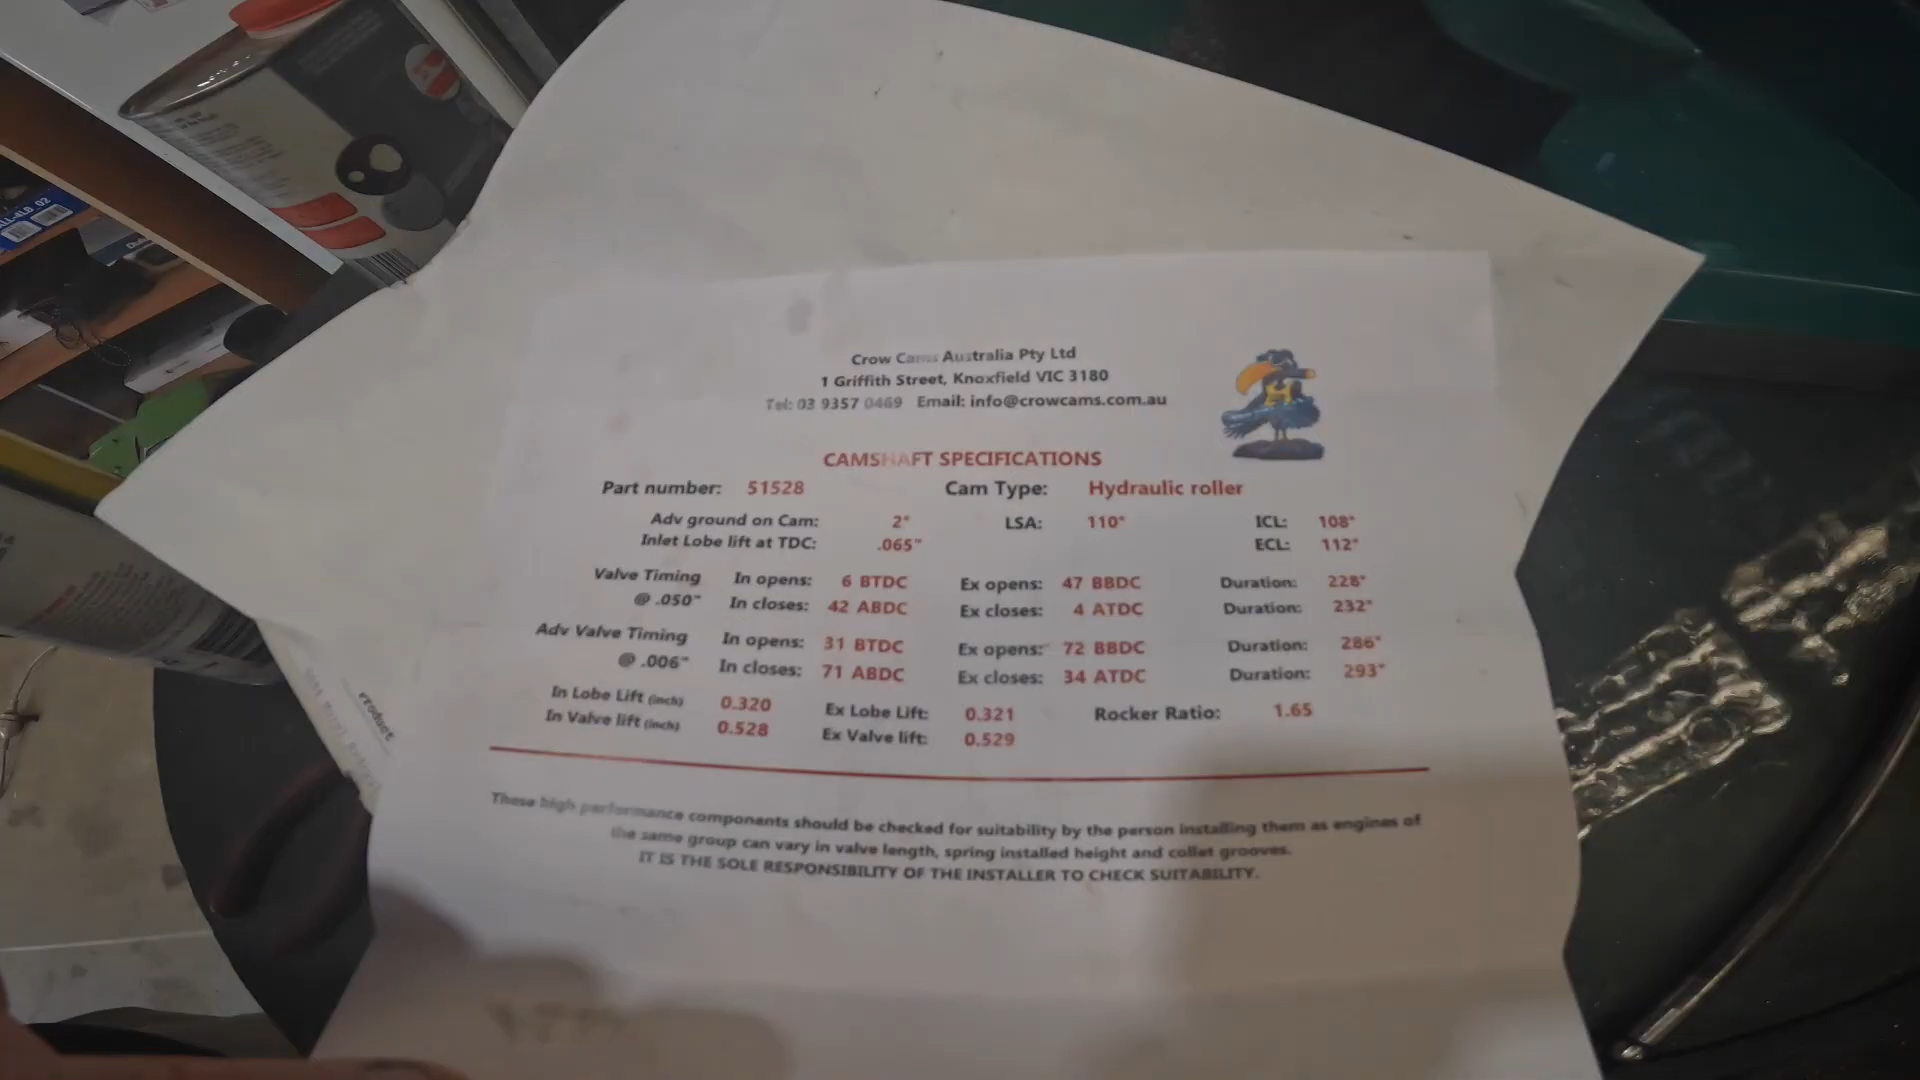 Crow Cams Australia Pty Ltd
1 Griffith Street, Knoxfield VIC 3180
Tel: 03 9357 0469 Email: info@crowcams.com.au
CAMSHAFT SPECIFICATIONS
Part number: 51528 Cam Type: Hydraulic roller
Adv ground on Cam: 2° LSA: 110° ICL: 108°
Inlet Lobe lift at TDC: .065" ECL: 112°
Valve Timing In opens: 6 BTDC Ex opens: 47 BBDC Duration: 228°
@ .050" In closes: 42 ABDC Ex closes: 4 ATDC Duration: 232°
Adv Valve Timing In opens: 31 BTDC Ex opens: 72 BBDC Duration: 286°
@ .006" In closes: 71 ABDC Ex closes: 34 ATDC Duration: 293°
In Lobe Lift (inch) 0.320 Ex Lobe Lift: 0.321 Rocker Ratio: 1.65
In Valve lift (inch) 0.528 Ex Valve lift: 0.529
These high performance components should be checked for suitability by the person installing them as engines of
the same group can vary in valve length, spring installed height and collet grooves.
IT IS THE SOLE RESPONSIBILITY OF THE INSTALLER TO CHECK SUITABILITY.
Product